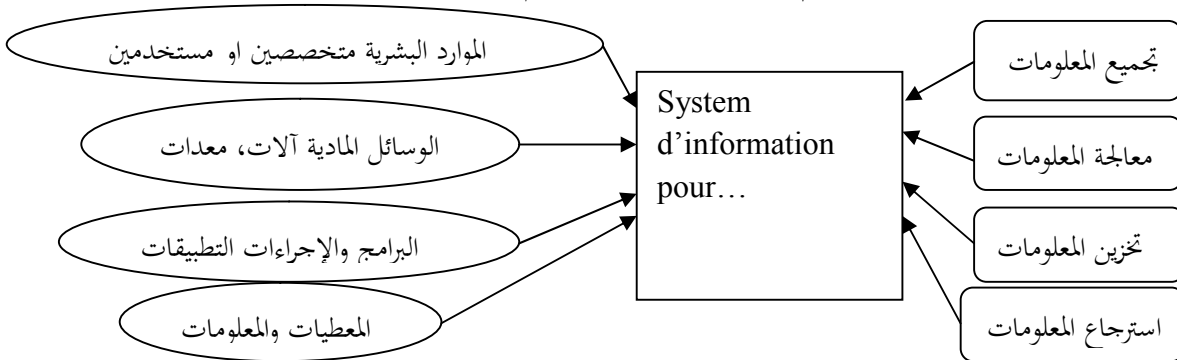 الموارد البشرية متخصصين او مستخدمين
الوسائل المادية آلات، معدات
البرامج والإجراءات التطبيقات
المعطيات والمعلومات
System
d’information
pour…
تجميع المعلومات
معالجة المعلومات
تخزين المعلومات
استرجاع المعلومات